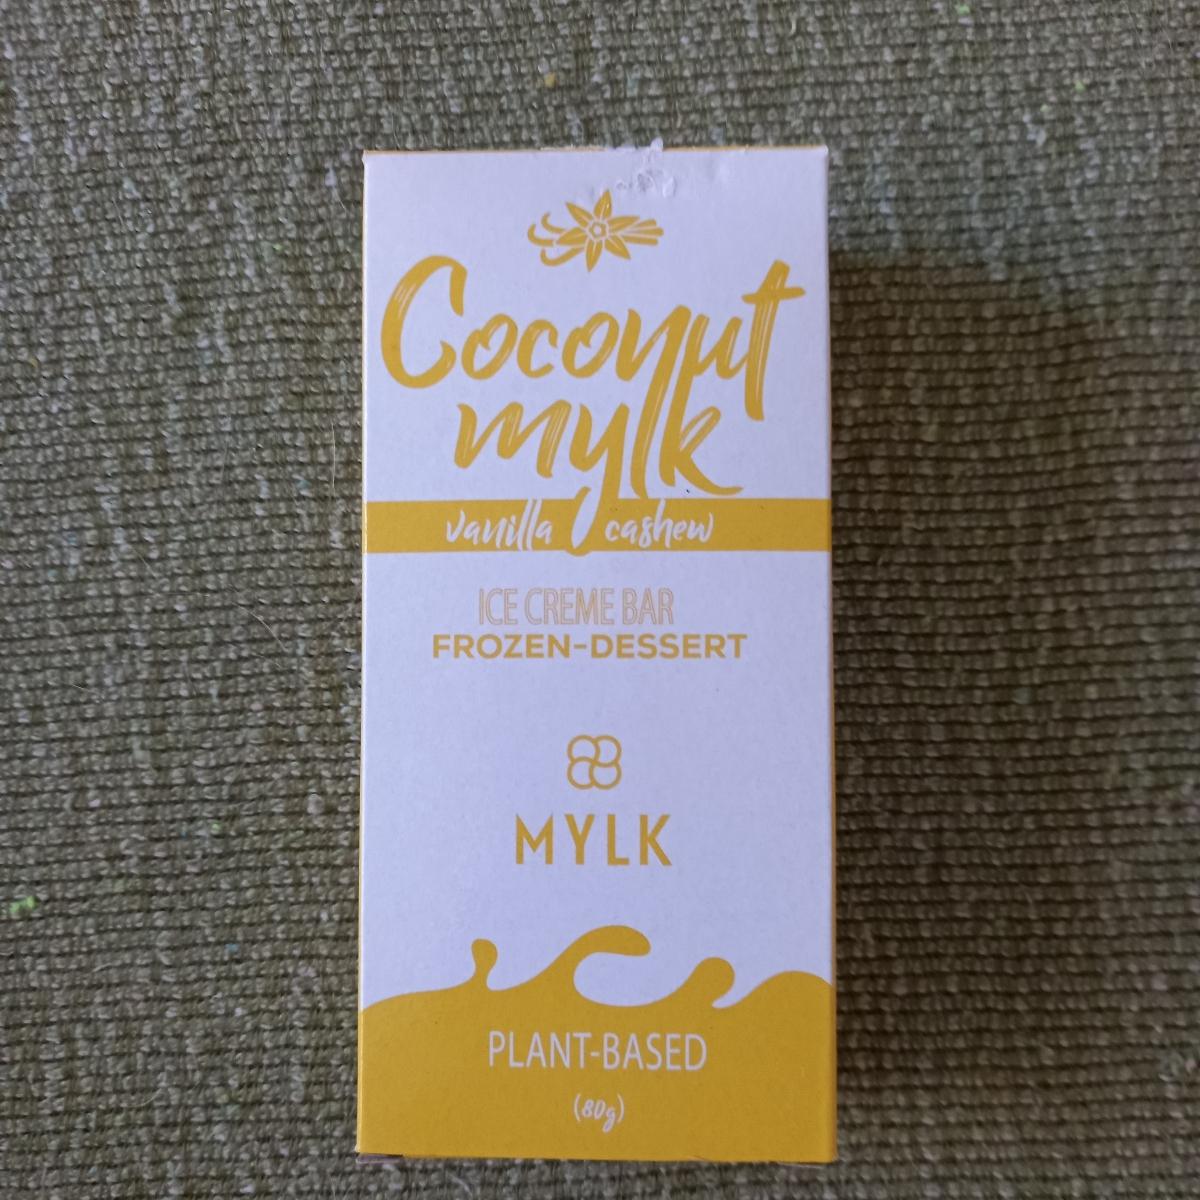 Coconut
mylk
vanilla cashew
ICE CREME BAR
FROZEN-DESSERT
MYLK
PLANT-BASED
(80g)